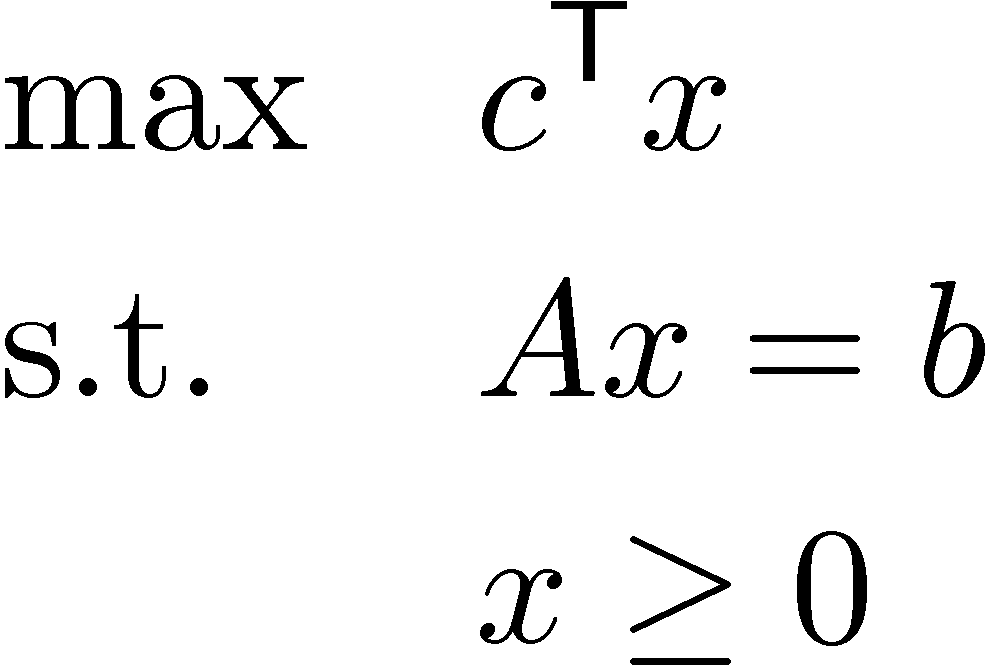 max c⊤x
s.t. Ax = b
x ≥ 0